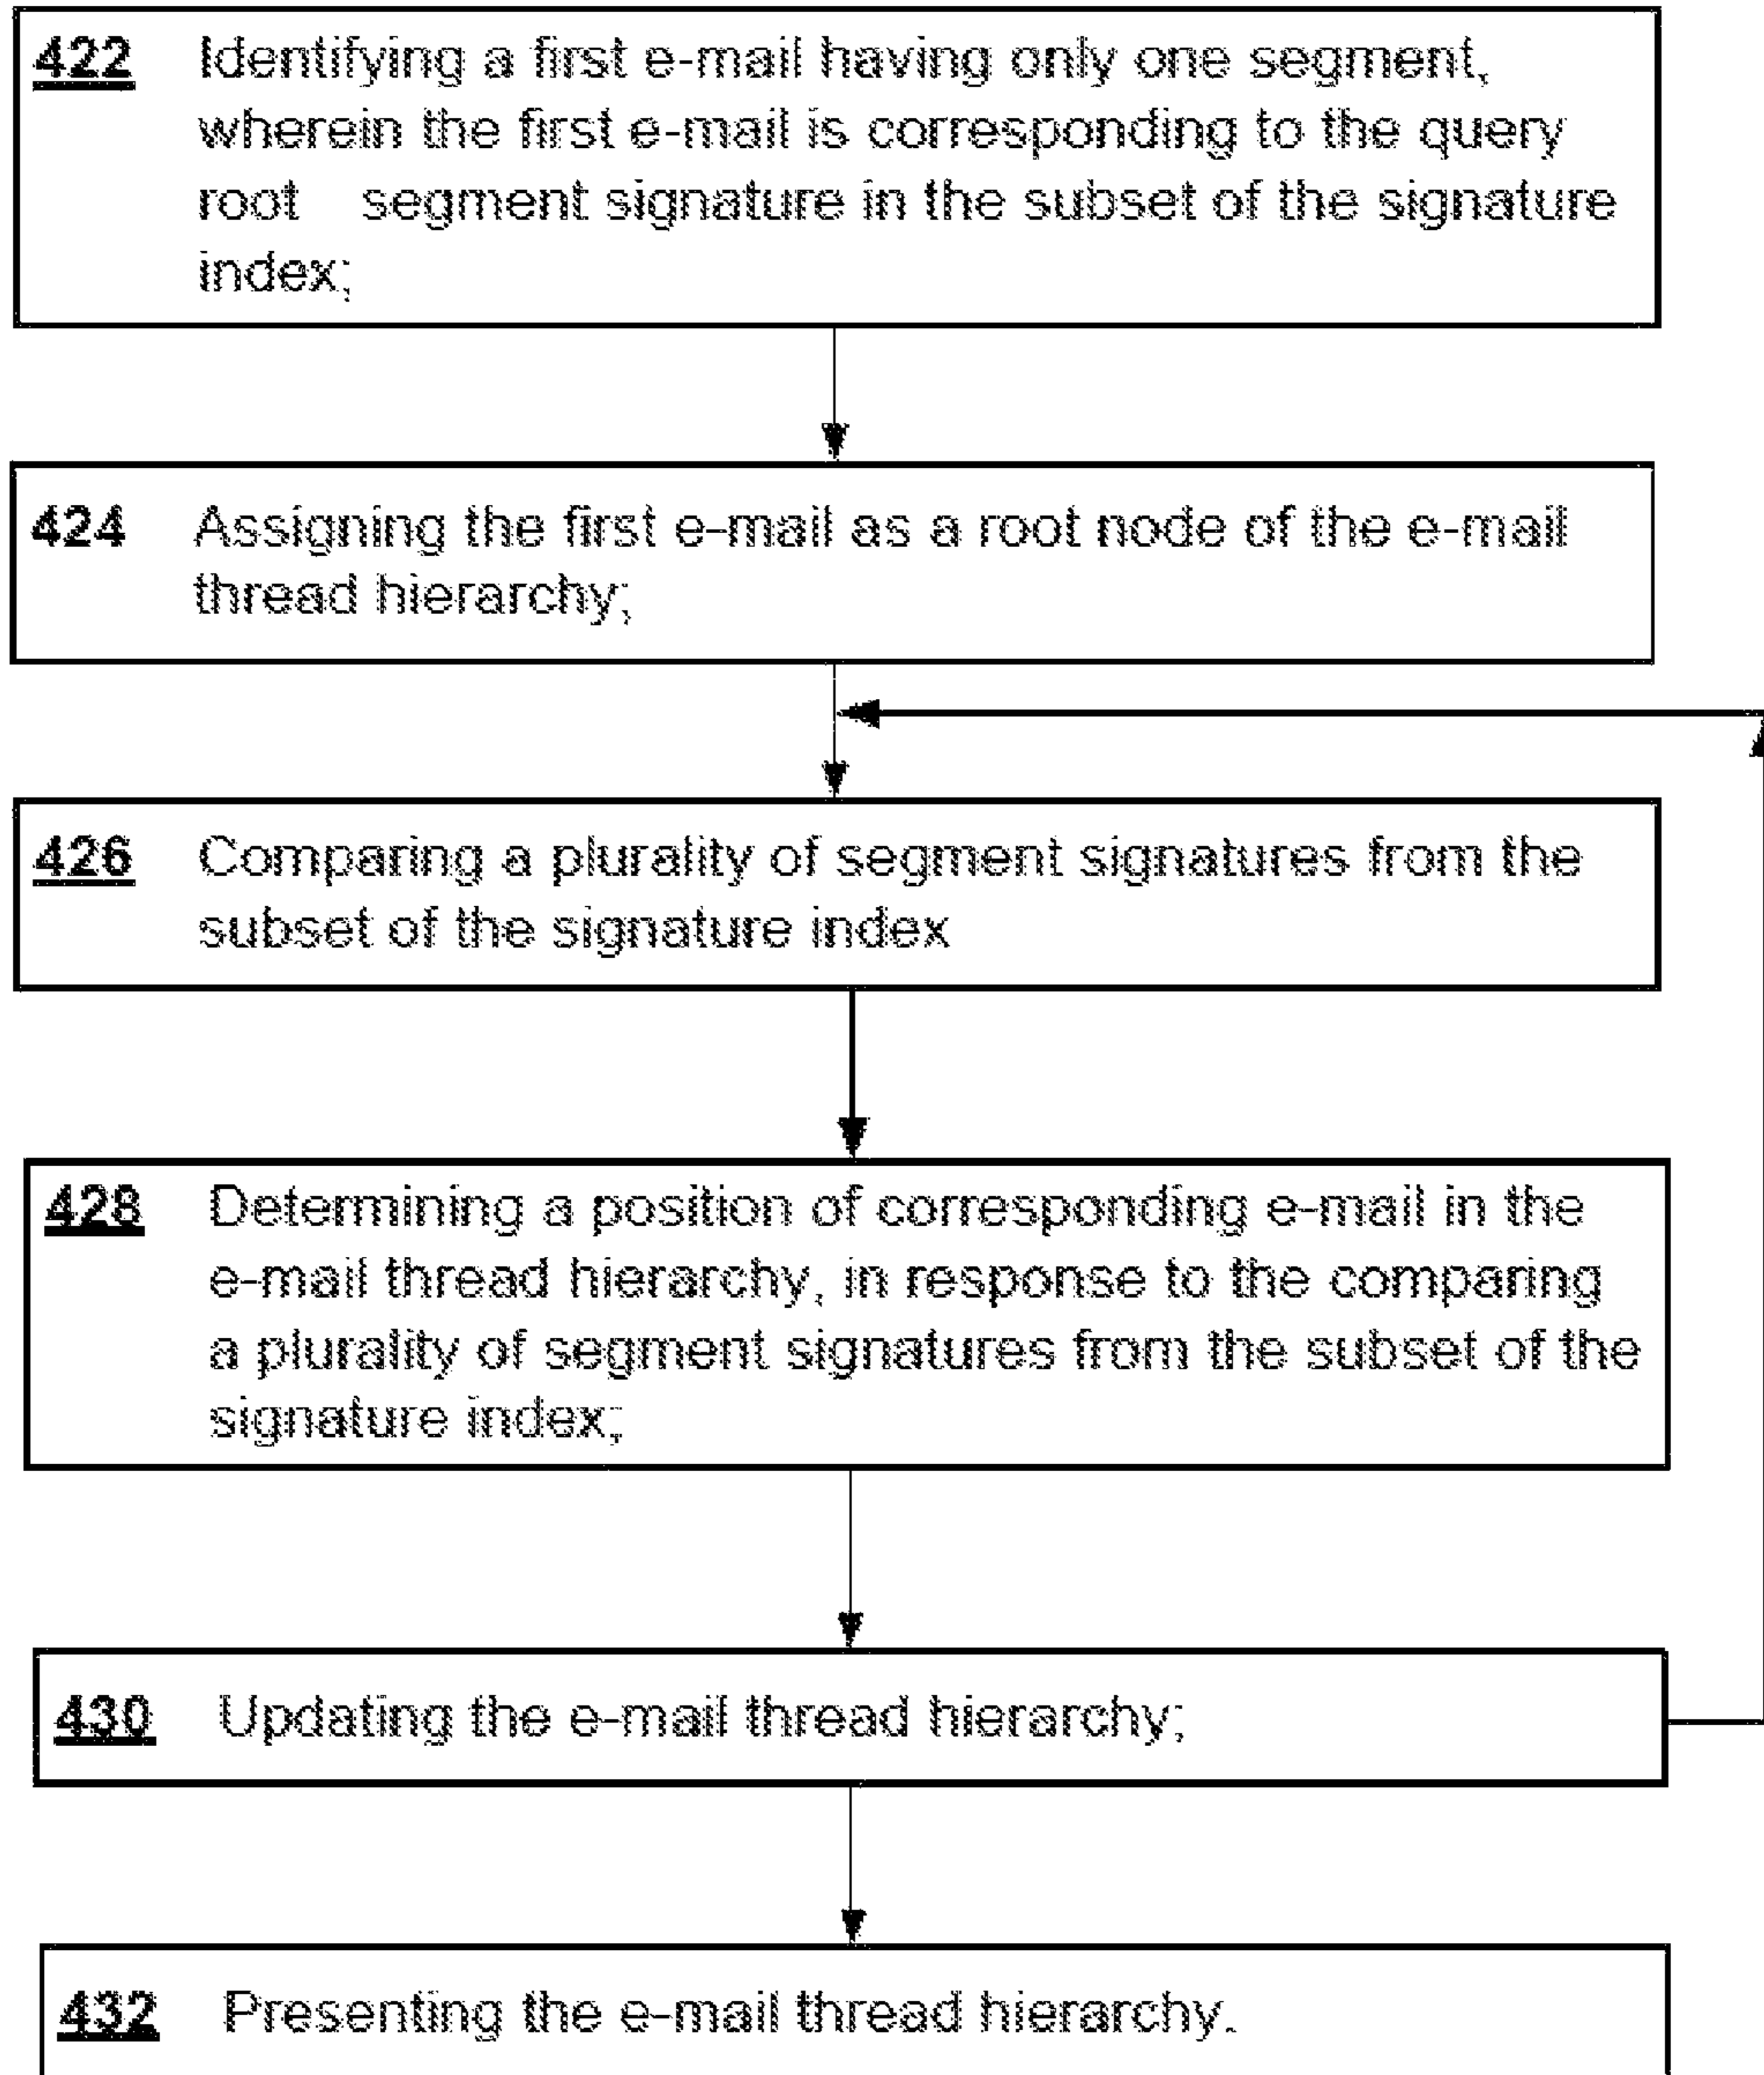 422 Identifying a first e-mail having only one segment,
wherein the first e-mail is corresponding to the query
root segment signature in the subset of the signature
index;
424 Assigning the first e-mail as a root node of the e-mail
thread hierarchy;
426 Comparing a plurality of segment signatures from the
subset of the signature index
428 Determining a position of corresponding e-mail in the
e-mail thread hierarchy, in response to the comparing
a plurality of segment signatures from the subset of the
signature index;
430 Updating the e-mail thread hierarchy;
432 Presenting the e-mail thread hierarchy.